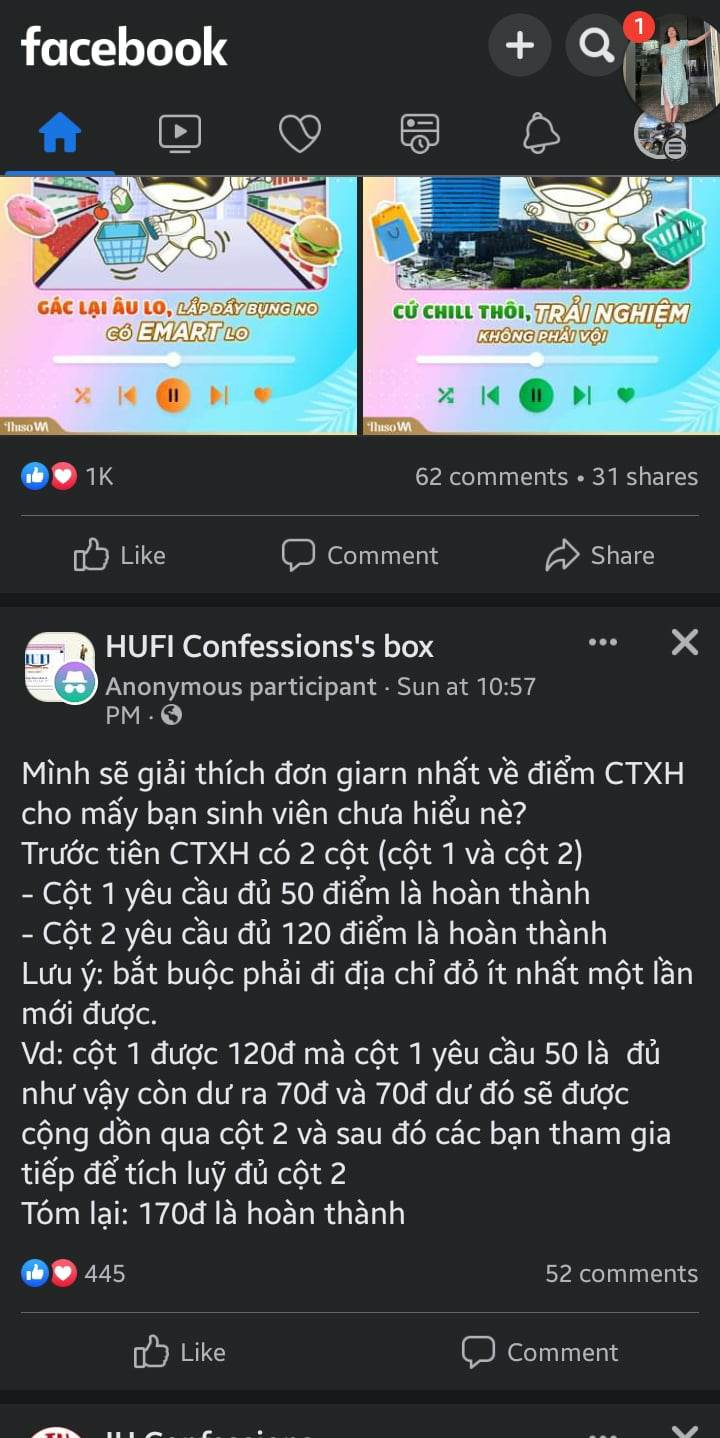 facebook
1
GÁC LẠI ÂU LO, LẤP ĐẦY BỤNG NO
CÓ EMART LO
CỨ CHILL THÔI, TRẢI NGHIỆM
KHÔNG PHẢI VỘI
Thiso
Thiso
1K
62 comments • 31 shares
Like
Comment
Share
HUFI Confessions's box
Anonymous participant · Sun at 10:57
PM ·
Mình sẽ giải thích đơn giarn nhất về điểm CTXH
cho mấy bạn sinh viên chưa hiểu nè?
Trước tiên CTXH có 2 cột (cột 1 và cột 2)
- Cột 1 yêu cầu đủ 50 điểm là hoàn thành
- Cột 2 yêu cầu đủ 120 điểm là hoàn thành
Lưu ý: bắt buộc phải đi địa chỉ đỏ ít nhất một lần
mới được.
Vd: cột 1 được 120đ mà cột 1 yêu cầu 50 là đủ
như vậy còn dư ra 70đ và 70đ dư đó sẽ được
cộng dồn qua cột 2 và sau đó các bạn tham gia
tiếp để tích luỹ đủ cột 2
Tóm lại: 170đ là hoàn thành
445
52 comments
Like
Comment